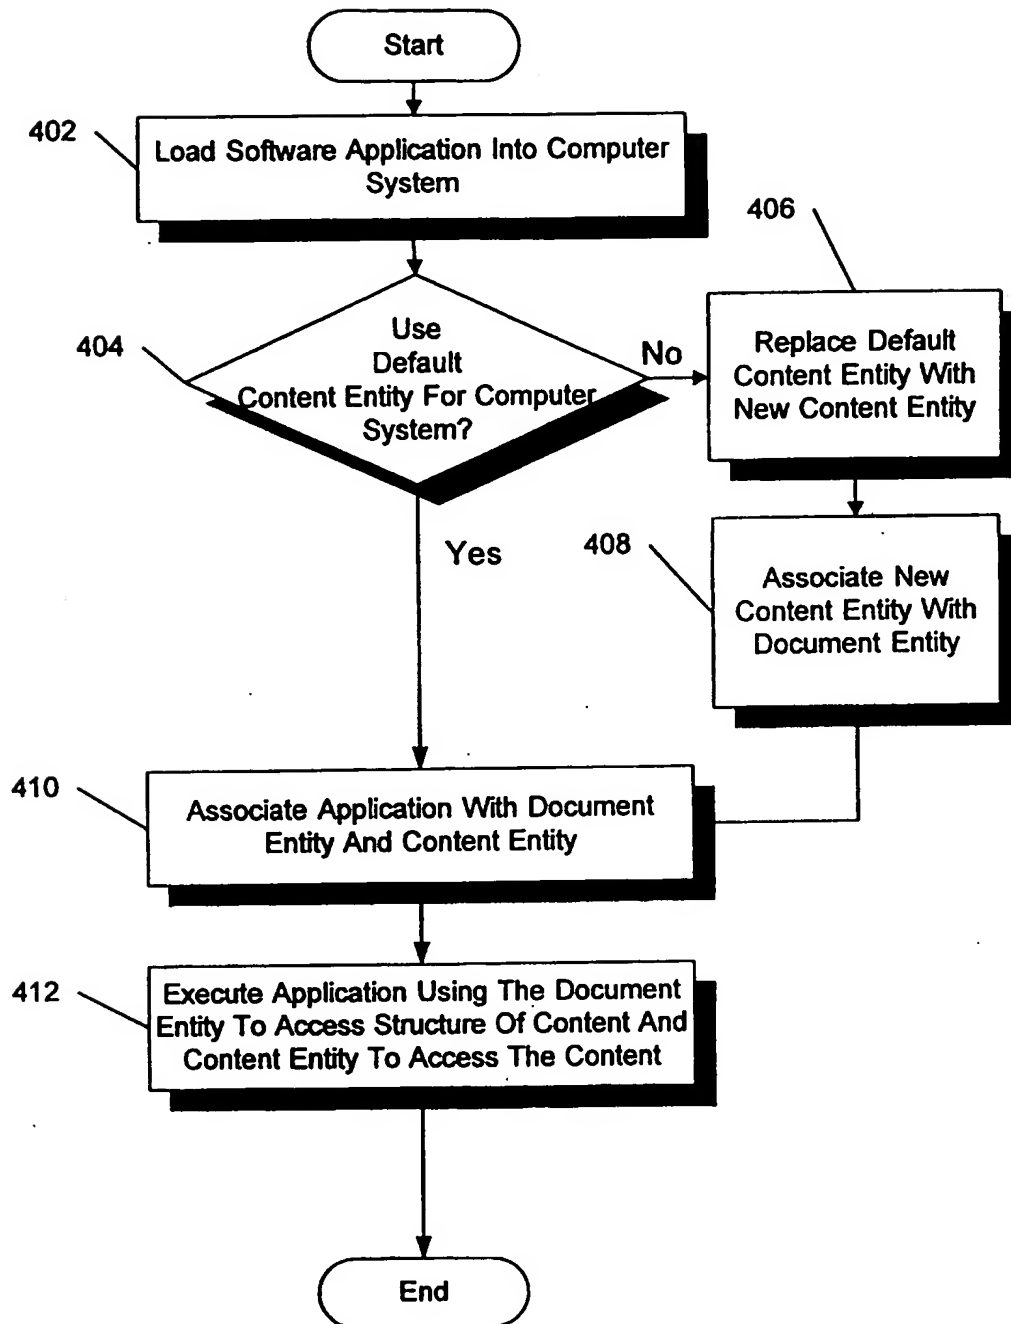 Start
402
Load Software Application Into Computer
System
406
404
Use
Default
Content Entity For Computer
System?
No
Replace Default
Content Entity With
New Content Entity
Yes
408
Associate New
Content Entity With
Document Entity
410
Associate Application With Document
Entity And Content Entity
412
Execute Application Using The Document
Entity To Access Structure Of Content And
Content Entity To Access The Content
End